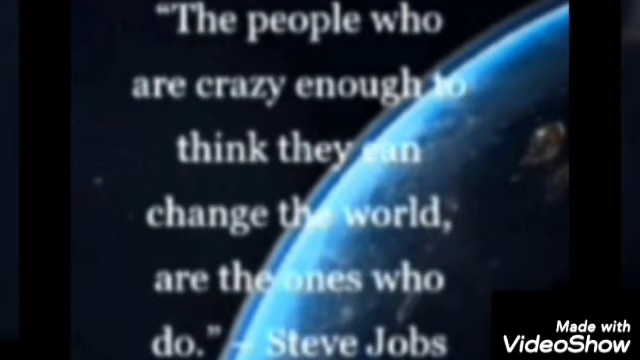 “The people who
are crazy enough to
think they can
change the world,
are the ones who
do.” – Steve Jobs
Made with
VideoShow